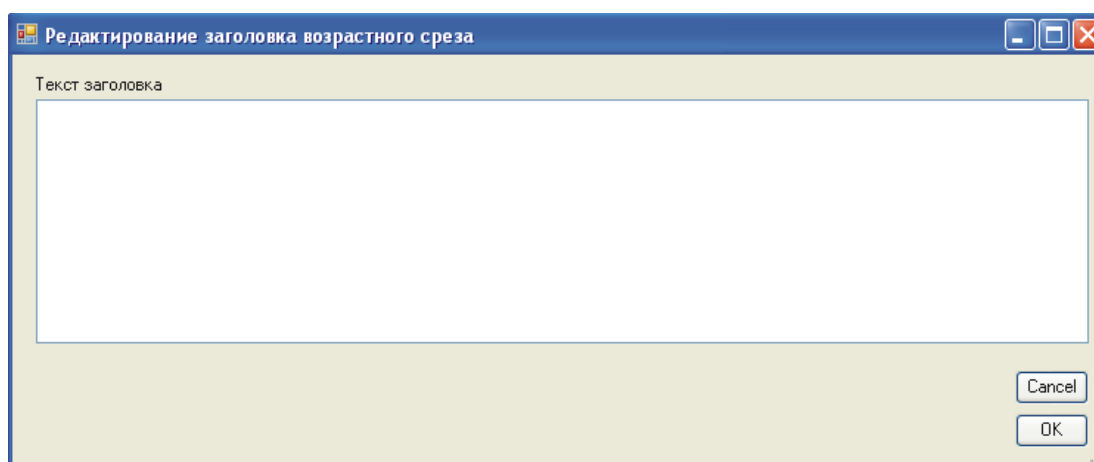 Редактирование заголовка возрастного среза
Текст заголовка
Cancel
OK